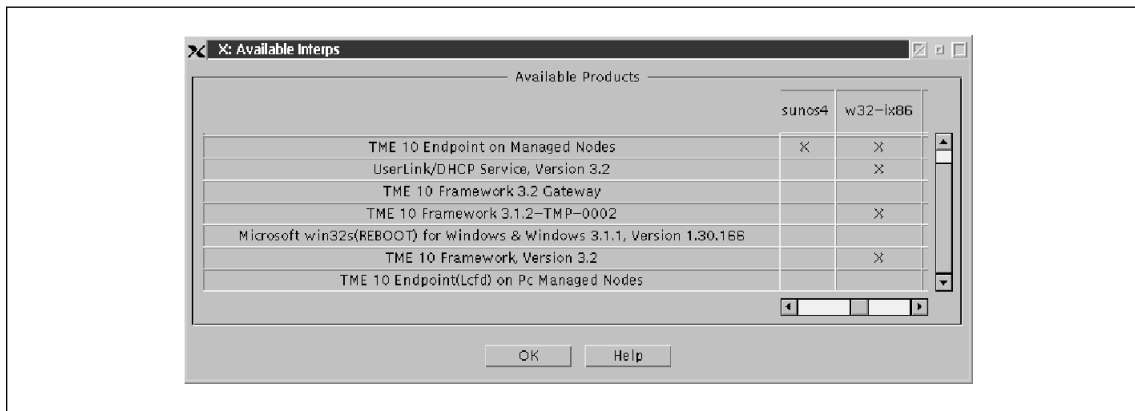 X: Available Interps
Available Products
sunos4 w32-ix86
TME 10 Endpoint on Managed Nodes X X
UserLink/DHCP Service, Version 3.2 X
TME 10 Framework 3.2 Gateway
TME 10 Framework 3.1.2-TMP-0002 X
Microsoft win32s(REBOOT) for Windows & Windows 3.1.1, Version 1.30.166
TME 10 Framework, Version 3.2 X
TME 10 Endpoint(Lcfd) on Pc Managed Nodes
OK Help